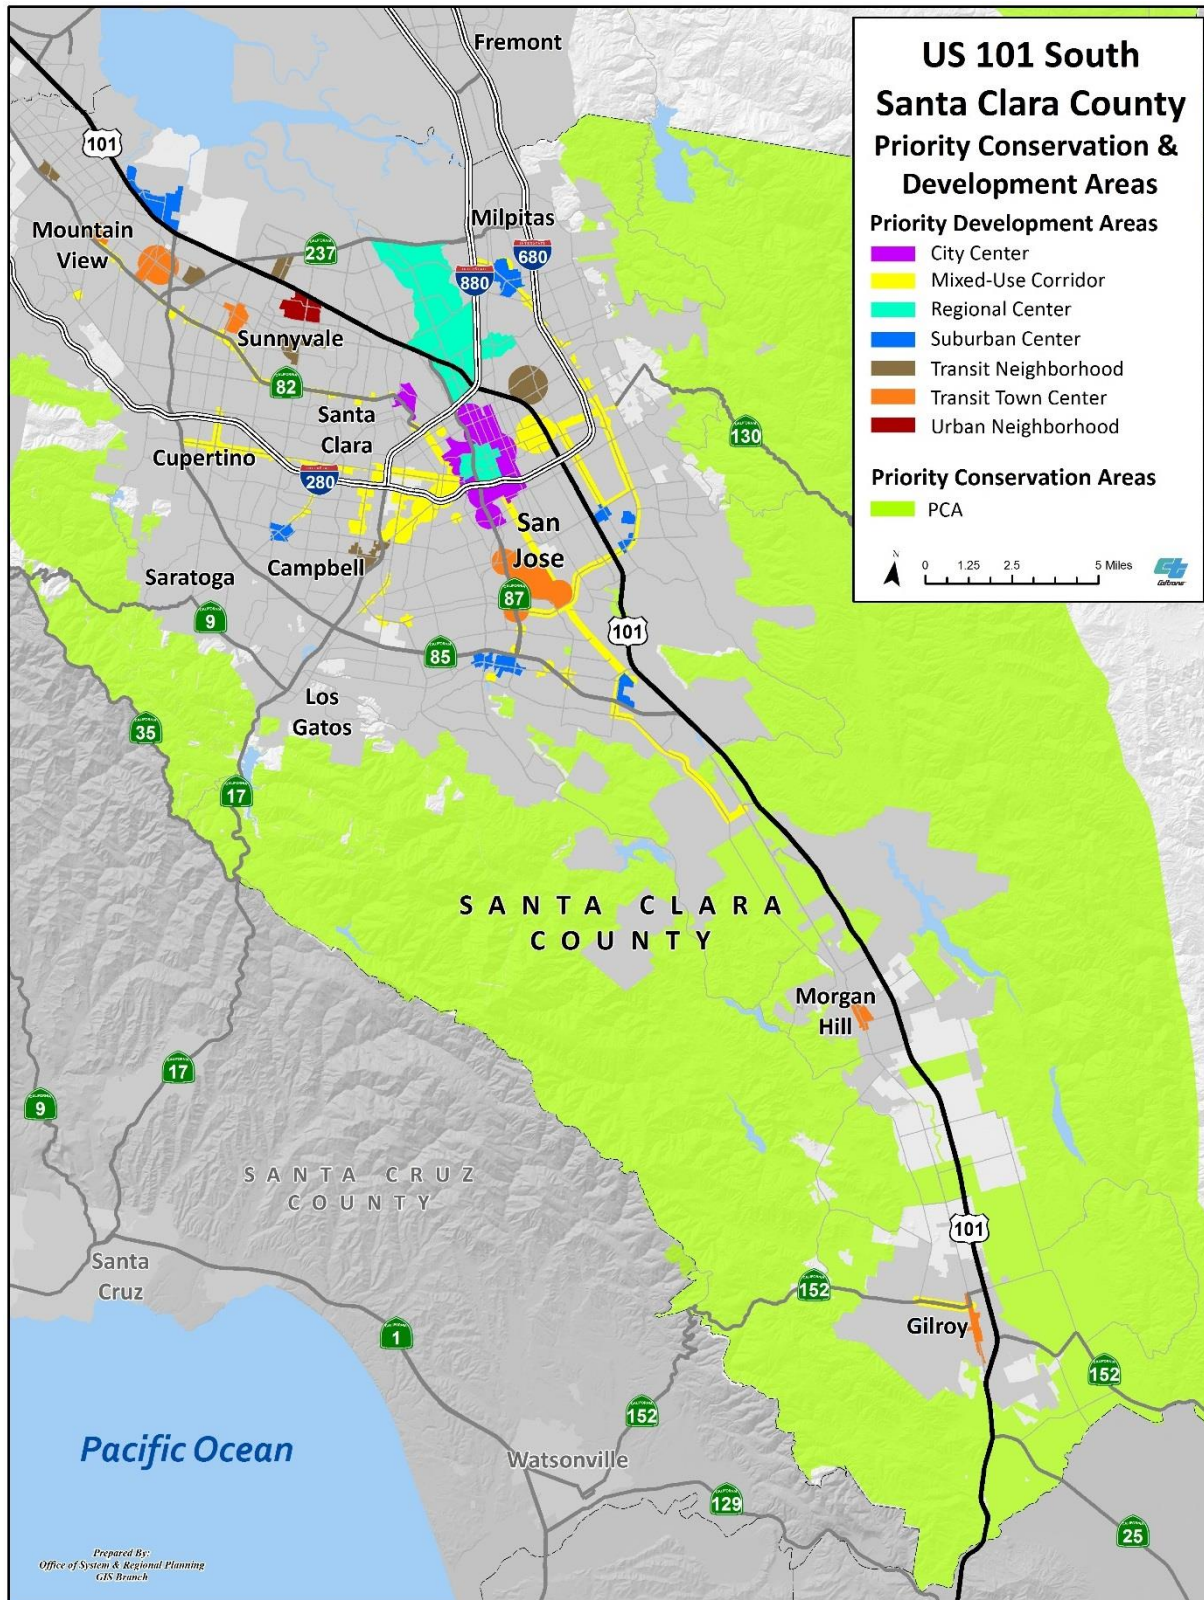 US 101 South
Santa Clara County
Priority Conservation &
Development Areas
Priority Development Areas
City Center
Mixed-Use Corridor
Regional Center
Suburban Center
Transit Neighborhood
Transit Town Center
Urban Neighborhood
Priority Conservation Areas
PCA
N
0 1.25 2.5 5 Miles
Caltrans
Fremont
101
Mountain
View
237
Milpitas
680
880
Sunnyvale
82
Santa
Clara
130
Cupertino
280
San
Jose
Campbell
Saratoga
87
9
101
85
Los
Gatos
35
17
SANTA CLARA
COUNTY
Morgan
Hill
17
9
SANTA CRUZ
COUNTY
101
Santa
Cruz
152
1
Gilroy
152
152
Pacific Ocean
Watsonville
129
25
Prepared By:
Office of System & Regional Planning
GIS Branch